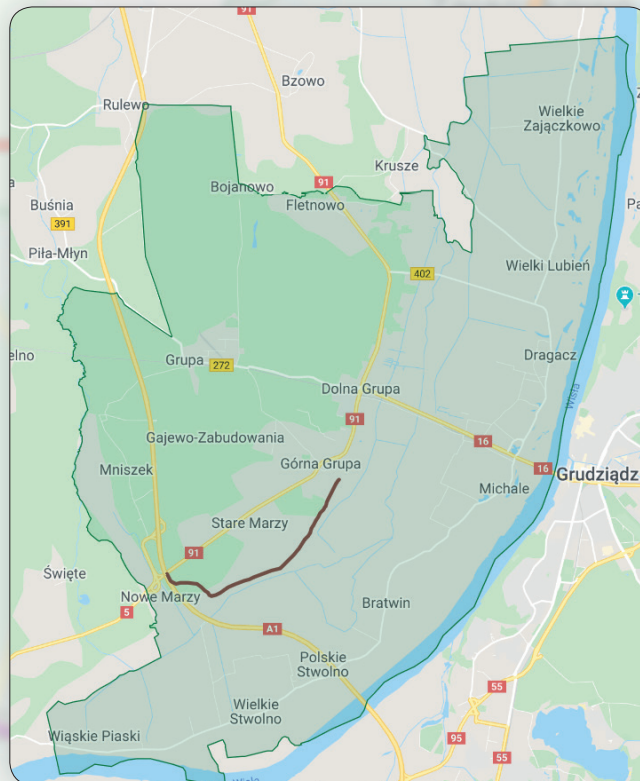 91
Bzowo
Rulewo
Wielkie
Zajączkowo
Krusze
91
Bojanowo
Fletnowo
Buśnia
391
Piła-Młyn
Wielki Lubień
402
elno
Grupa
272
Dragacz
Dolna Grupa
Wisła
91
Gajewo-Zabudowania
16
Mniszek
Górna Grupa
16
Grudziądz
Michale
Stare Marzy
91
Święte
Nowe Marzy
5
Bratwin
A1
Polskie
Stwolno
55
Wielkie
Stwolno
Wiąskie Piaski
95
55
Wisła